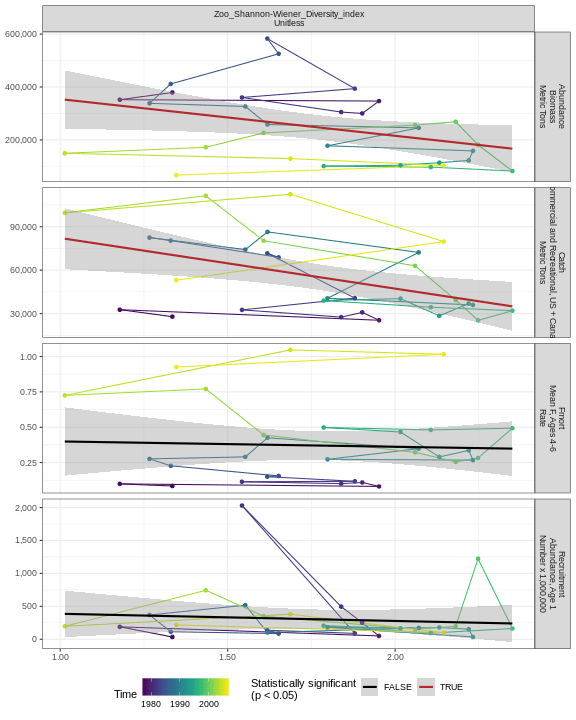 Zoo_Shannon-Wiener_Diversity_index
Unitless
600,000
400,000
200,000
Abundance
Biomass
Metric Tons
90,000
60,000
30,000
Catch
ommercial and Recreational, US + Cana
Metric Tons
1.00
0.75
0.50
0.25
Fmort
Mean F, Ages 4-6
Rate
2,000
1,500
1,000
500
0
Recruitment
Abundance, Age 1
Number x 1,000,000
1.00 1.50 2.00
Time
1980 1990 2000
Statistically significant
(p < 0.05)
FALSE TRUE